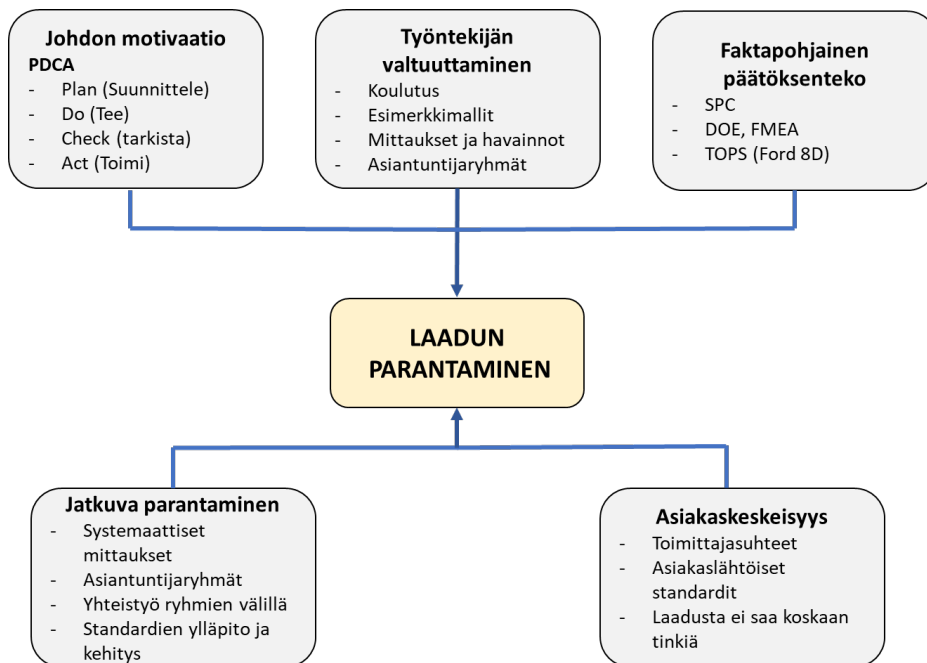 Johdon motivaatio
PDCA
- Plan (Suunnittele)
- Do (Tee)
- Check (tarkista)
- Act (Toimi)
Työntekijän
valtuuttaminen
- Koulutus
- Esimerkkimallit
- Mittaukset ja havainnot
- Asiantuntijaryhmät
Faktapohjainen
päätöksenteko
- SPC
- DOE, FMEA
- TOPS (Ford 8D)
LAADUN
PARANTAMINEN
Jatkuva parantaminen
- Systemaattiset
mittaukset
- Asiantuntijaryhmät
- Yhteistyö ryhmien välillä
- Standardien ylläpito ja
kehitys
Asiakaskeskeisyys
- Toimittajasuhteet
- Asiakaslähtöiset
standardit
- Laadusta ei saa koskaan
tinkiä